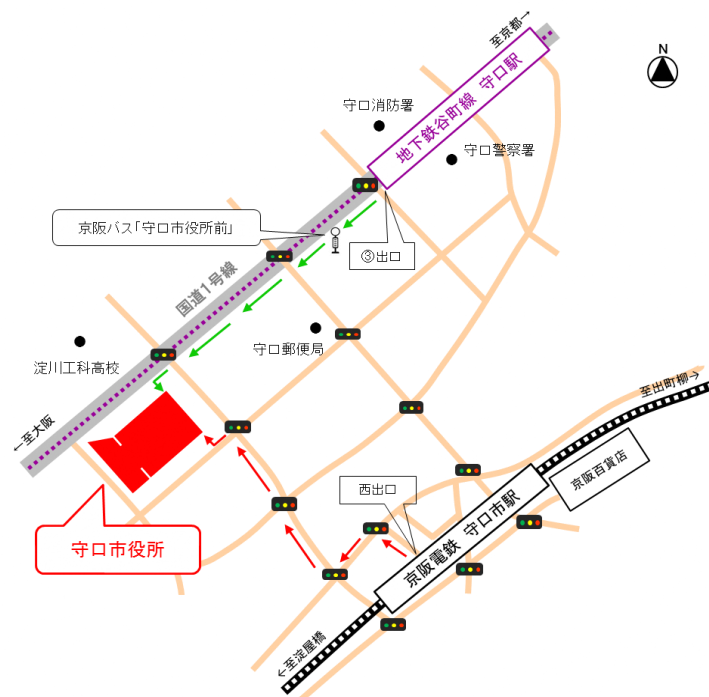 至京都→
N
守口消防署
地下鉄谷町線 守口駅
守口警察署
京阪バス「守口市役所前」
③出口
国道1号線
守口郵便局
淀川工科高校
至出町柳→
←至大阪
京阪百貨店
西出口
京阪電鉄 守口市駅
守口市役所
←至淀屋橋